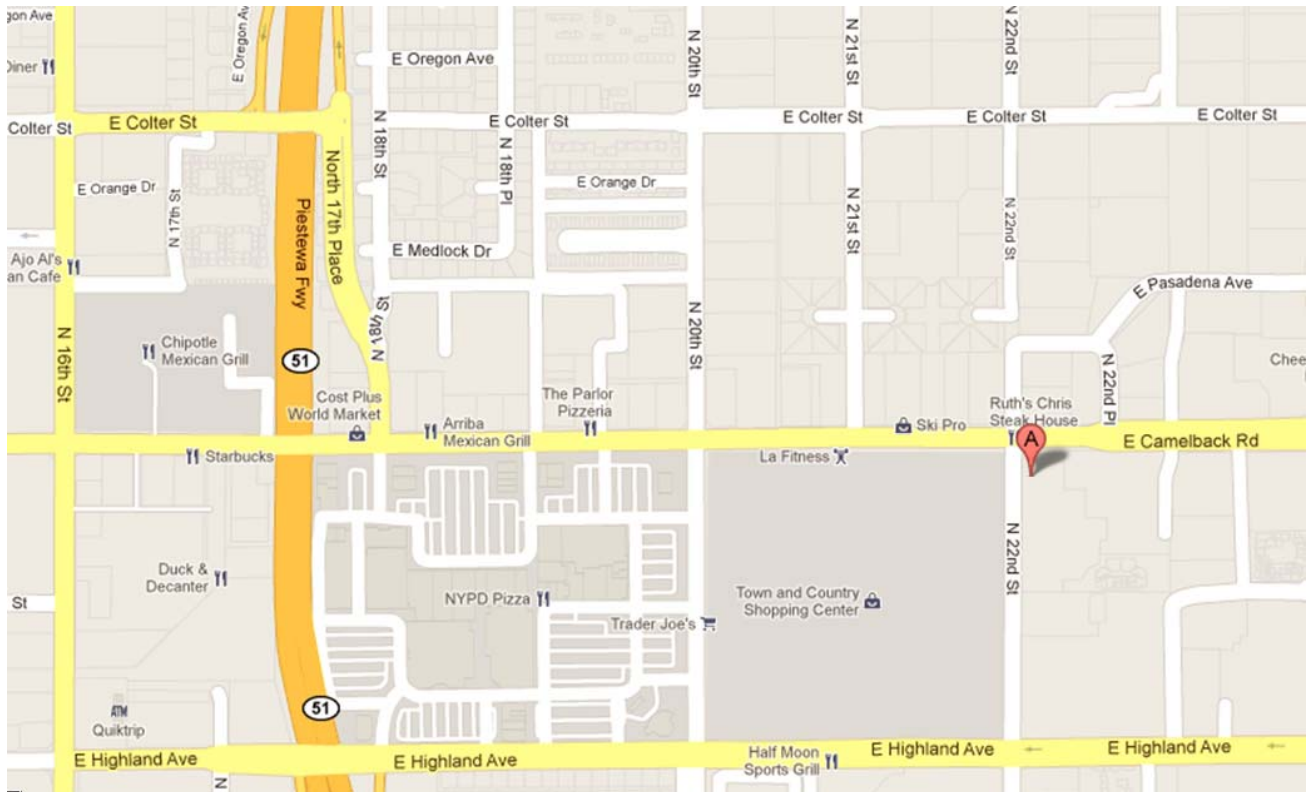 gon Ave
E Oregon Av
E Oregon Ave
N 20th St
N 21st St
N 22nd St
Diner
Colter St
E Colter St
N 18th St
E Colter St
E Colter St
E Colter St
E Colter St
N 18th Pl
E Orange Dr
N 17th St
North 17th Place
E Orange Dr
N 21st St
N 22nd St
Piestewa Fwy
E Medlock Dr
Ajo Al's
an Cafe
E Pasadena Ave
N 18th St
N 20th St
N 16th St
Chipotle
Mexican Grill
51
Chee
N 22nd Pl
Cost Plus
World Market
The Parlor
Pizzeria
Arriba
Mexican Grill
Ski Pro
Ruth's Chris
Steak House
A
E Camelback Rd
Starbucks
La Fitness
N 22nd St
Duck &
Decanter
St
NYPD Pizza
Town and Country
Shopping Center
Trader Joe's
51
ATM
Quiktrip
E Highland Ave
E Highland Ave
Half Moon
Sports Grill
E Highland Ave
E Highland Ave
N